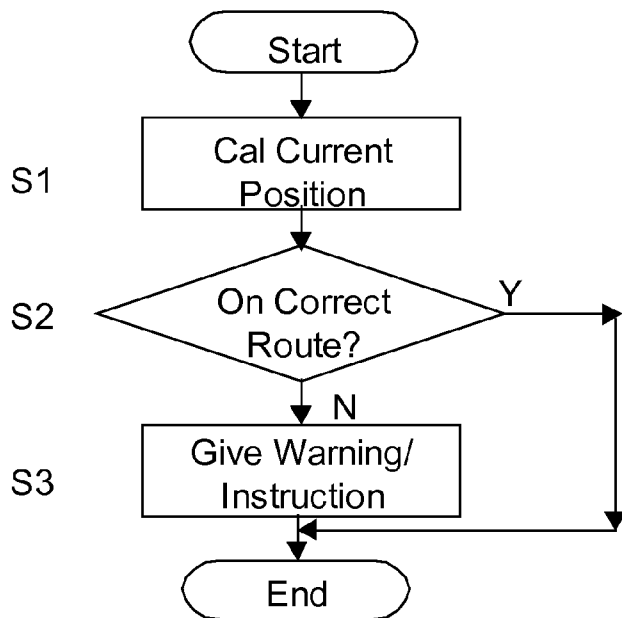 Start
S1
Cal Current
Position
S2
On Correct
Route?
Y
N
S3
Give Warning/
Instruction
End